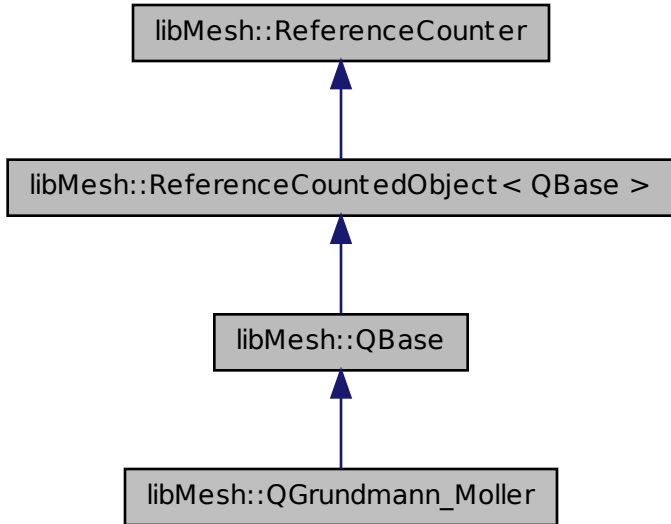 libMesh::ReferenceCounter
libMesh::ReferenceCountedObject< QBase >
libMesh::QBase
libMesh::QGrundmann_Moller